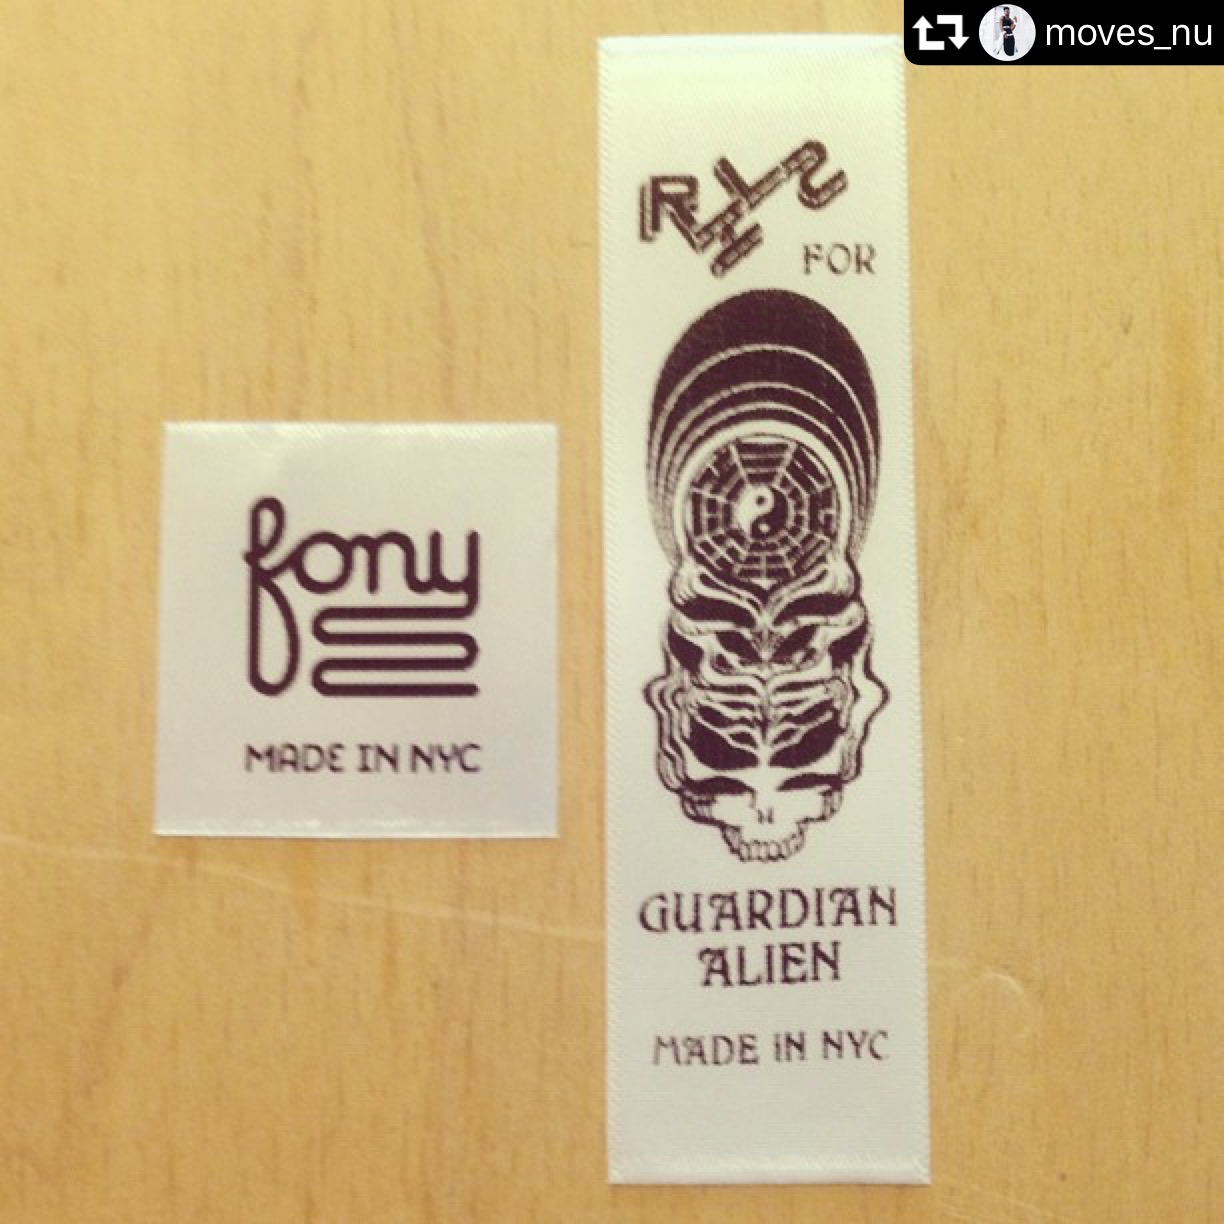 moves_nu
fony
MADE IN NYC
FOR
GUARDIAN
ALIEN
MADE IN NYC